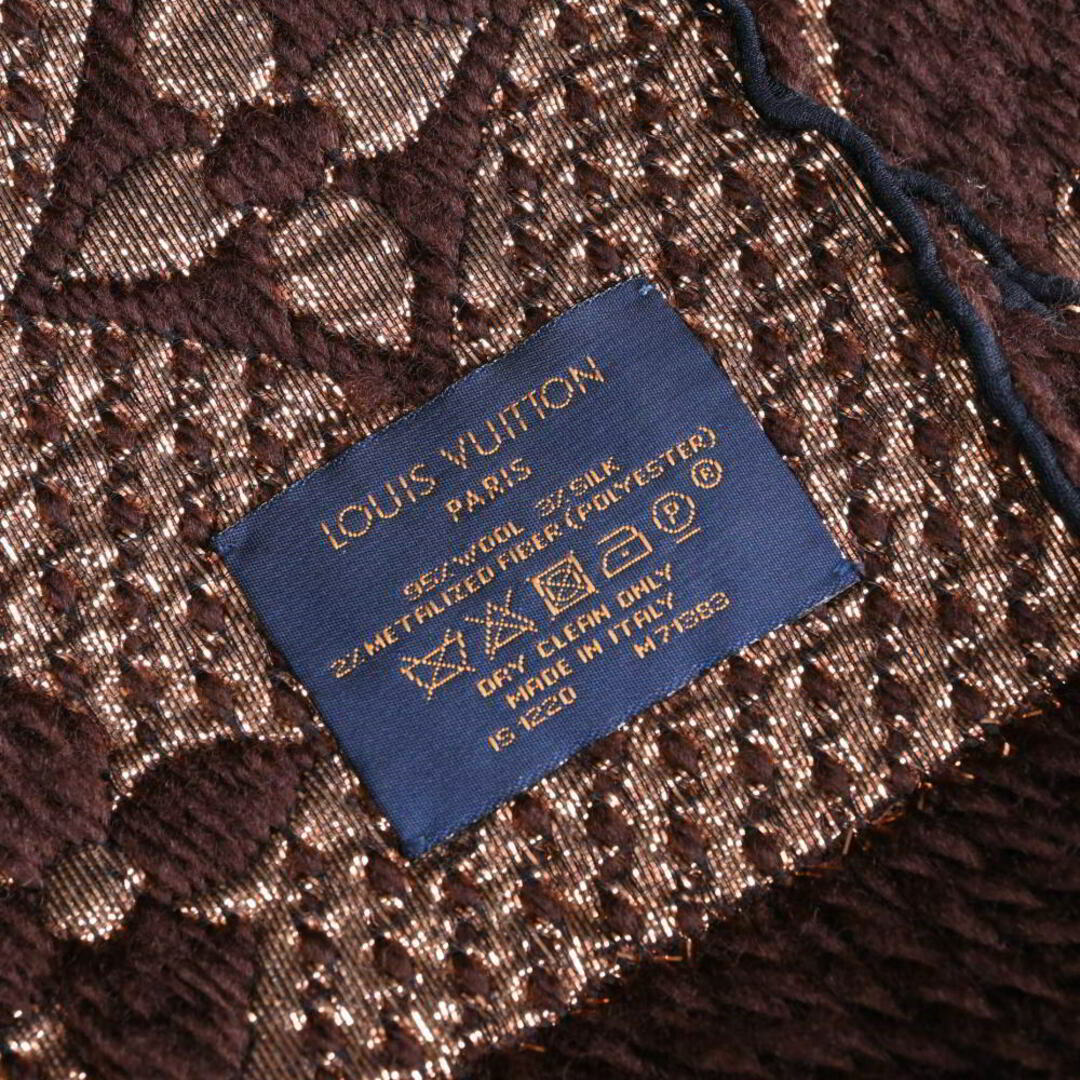 LOUIS VUITTON
PARIS
95% WOOL 3% SILK
2% METALIZED FIBER (POLYESTER)
P R
DRY CLEAN ONLY
MADE IN ITALY
IS 1220 M71393